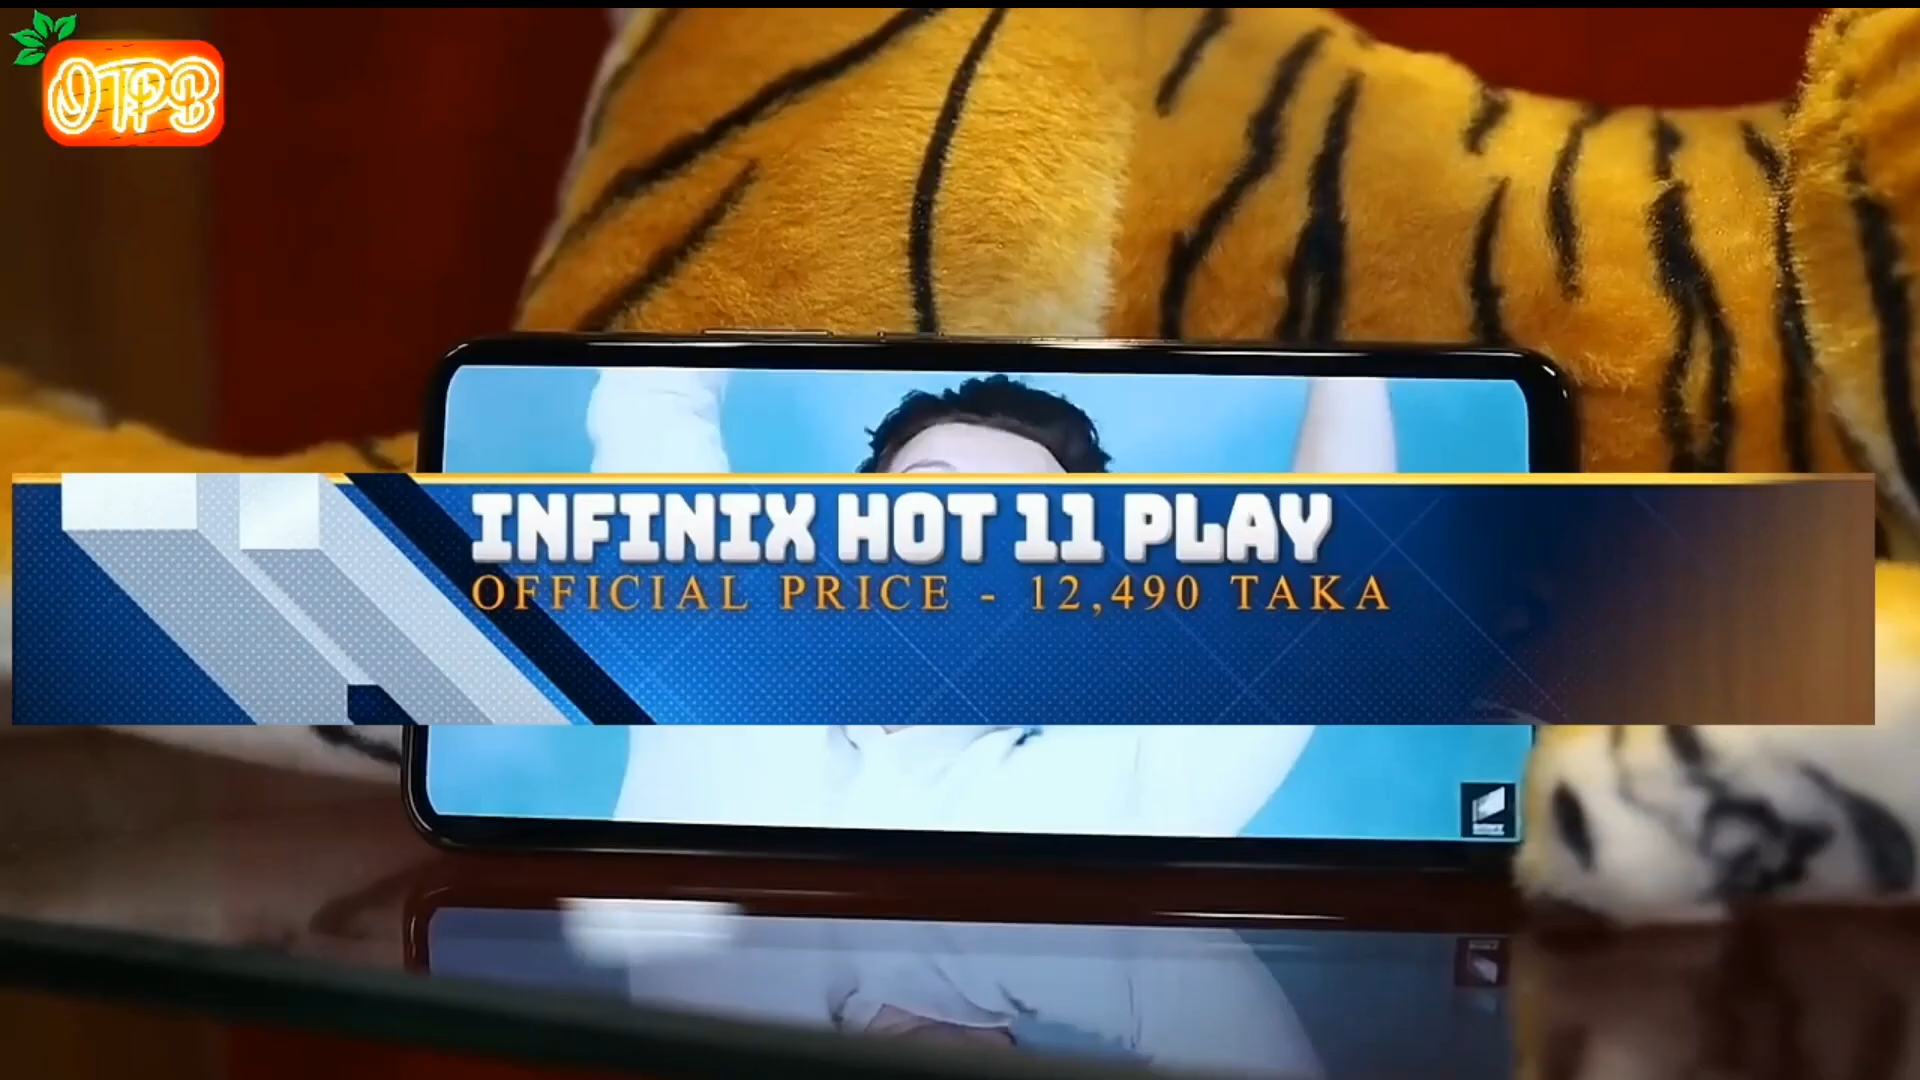 OTPB
INFINIX HOT 11 PLAY
OFFICIAL PRICE - 12,490 TAKA